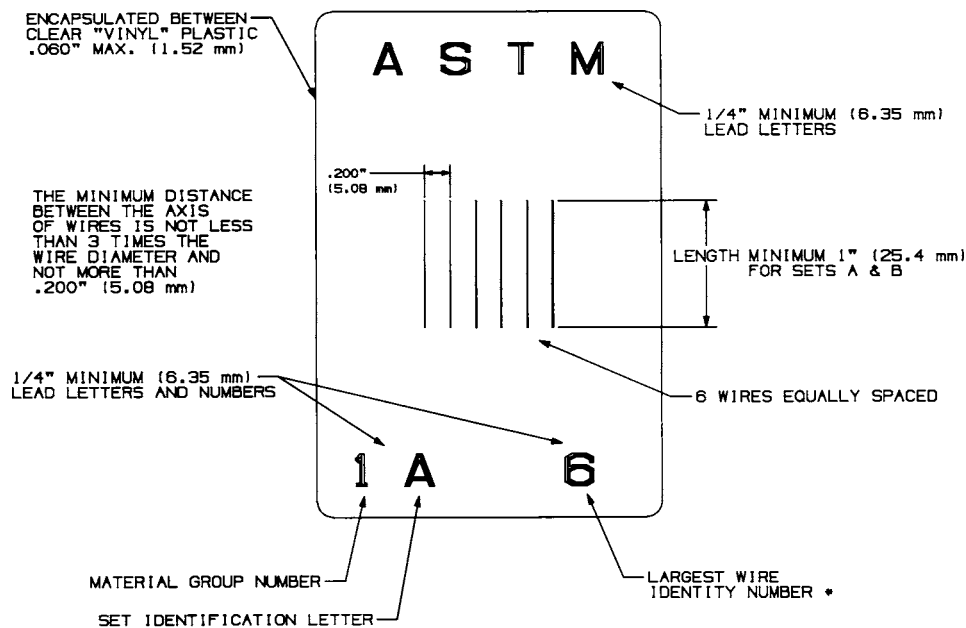 ENCAPSULATED BETWEEN
CLEAR "VINYL" PLASTIC
.060" MAX. (1.52 mm)
A S T M
1/4" MINIMUM (6.35 mm)
LEAD LETTERS
.200"
(5.08 mm)
THE MINIMUM DISTANCE
BETWEEN THE AXIS
OF WIRES IS NOT LESS
THAN 3 TIMES THE
WIRE DIAMETER AND
NOT MORE THAN
.200" (5.08 mm)
LENGTH MINIMUM 1" (25.4 mm)
FOR SETS A & B
1/4" MINIMUM (6.35 mm)
LEAD LETTERS AND NUMBERS
6 WIRES EQUALLY SPACED
1 A 6
MATERIAL GROUP NUMBER
SET IDENTIFICATION LETTER
LARGEST WIRE
IDENTITY NUMBER *